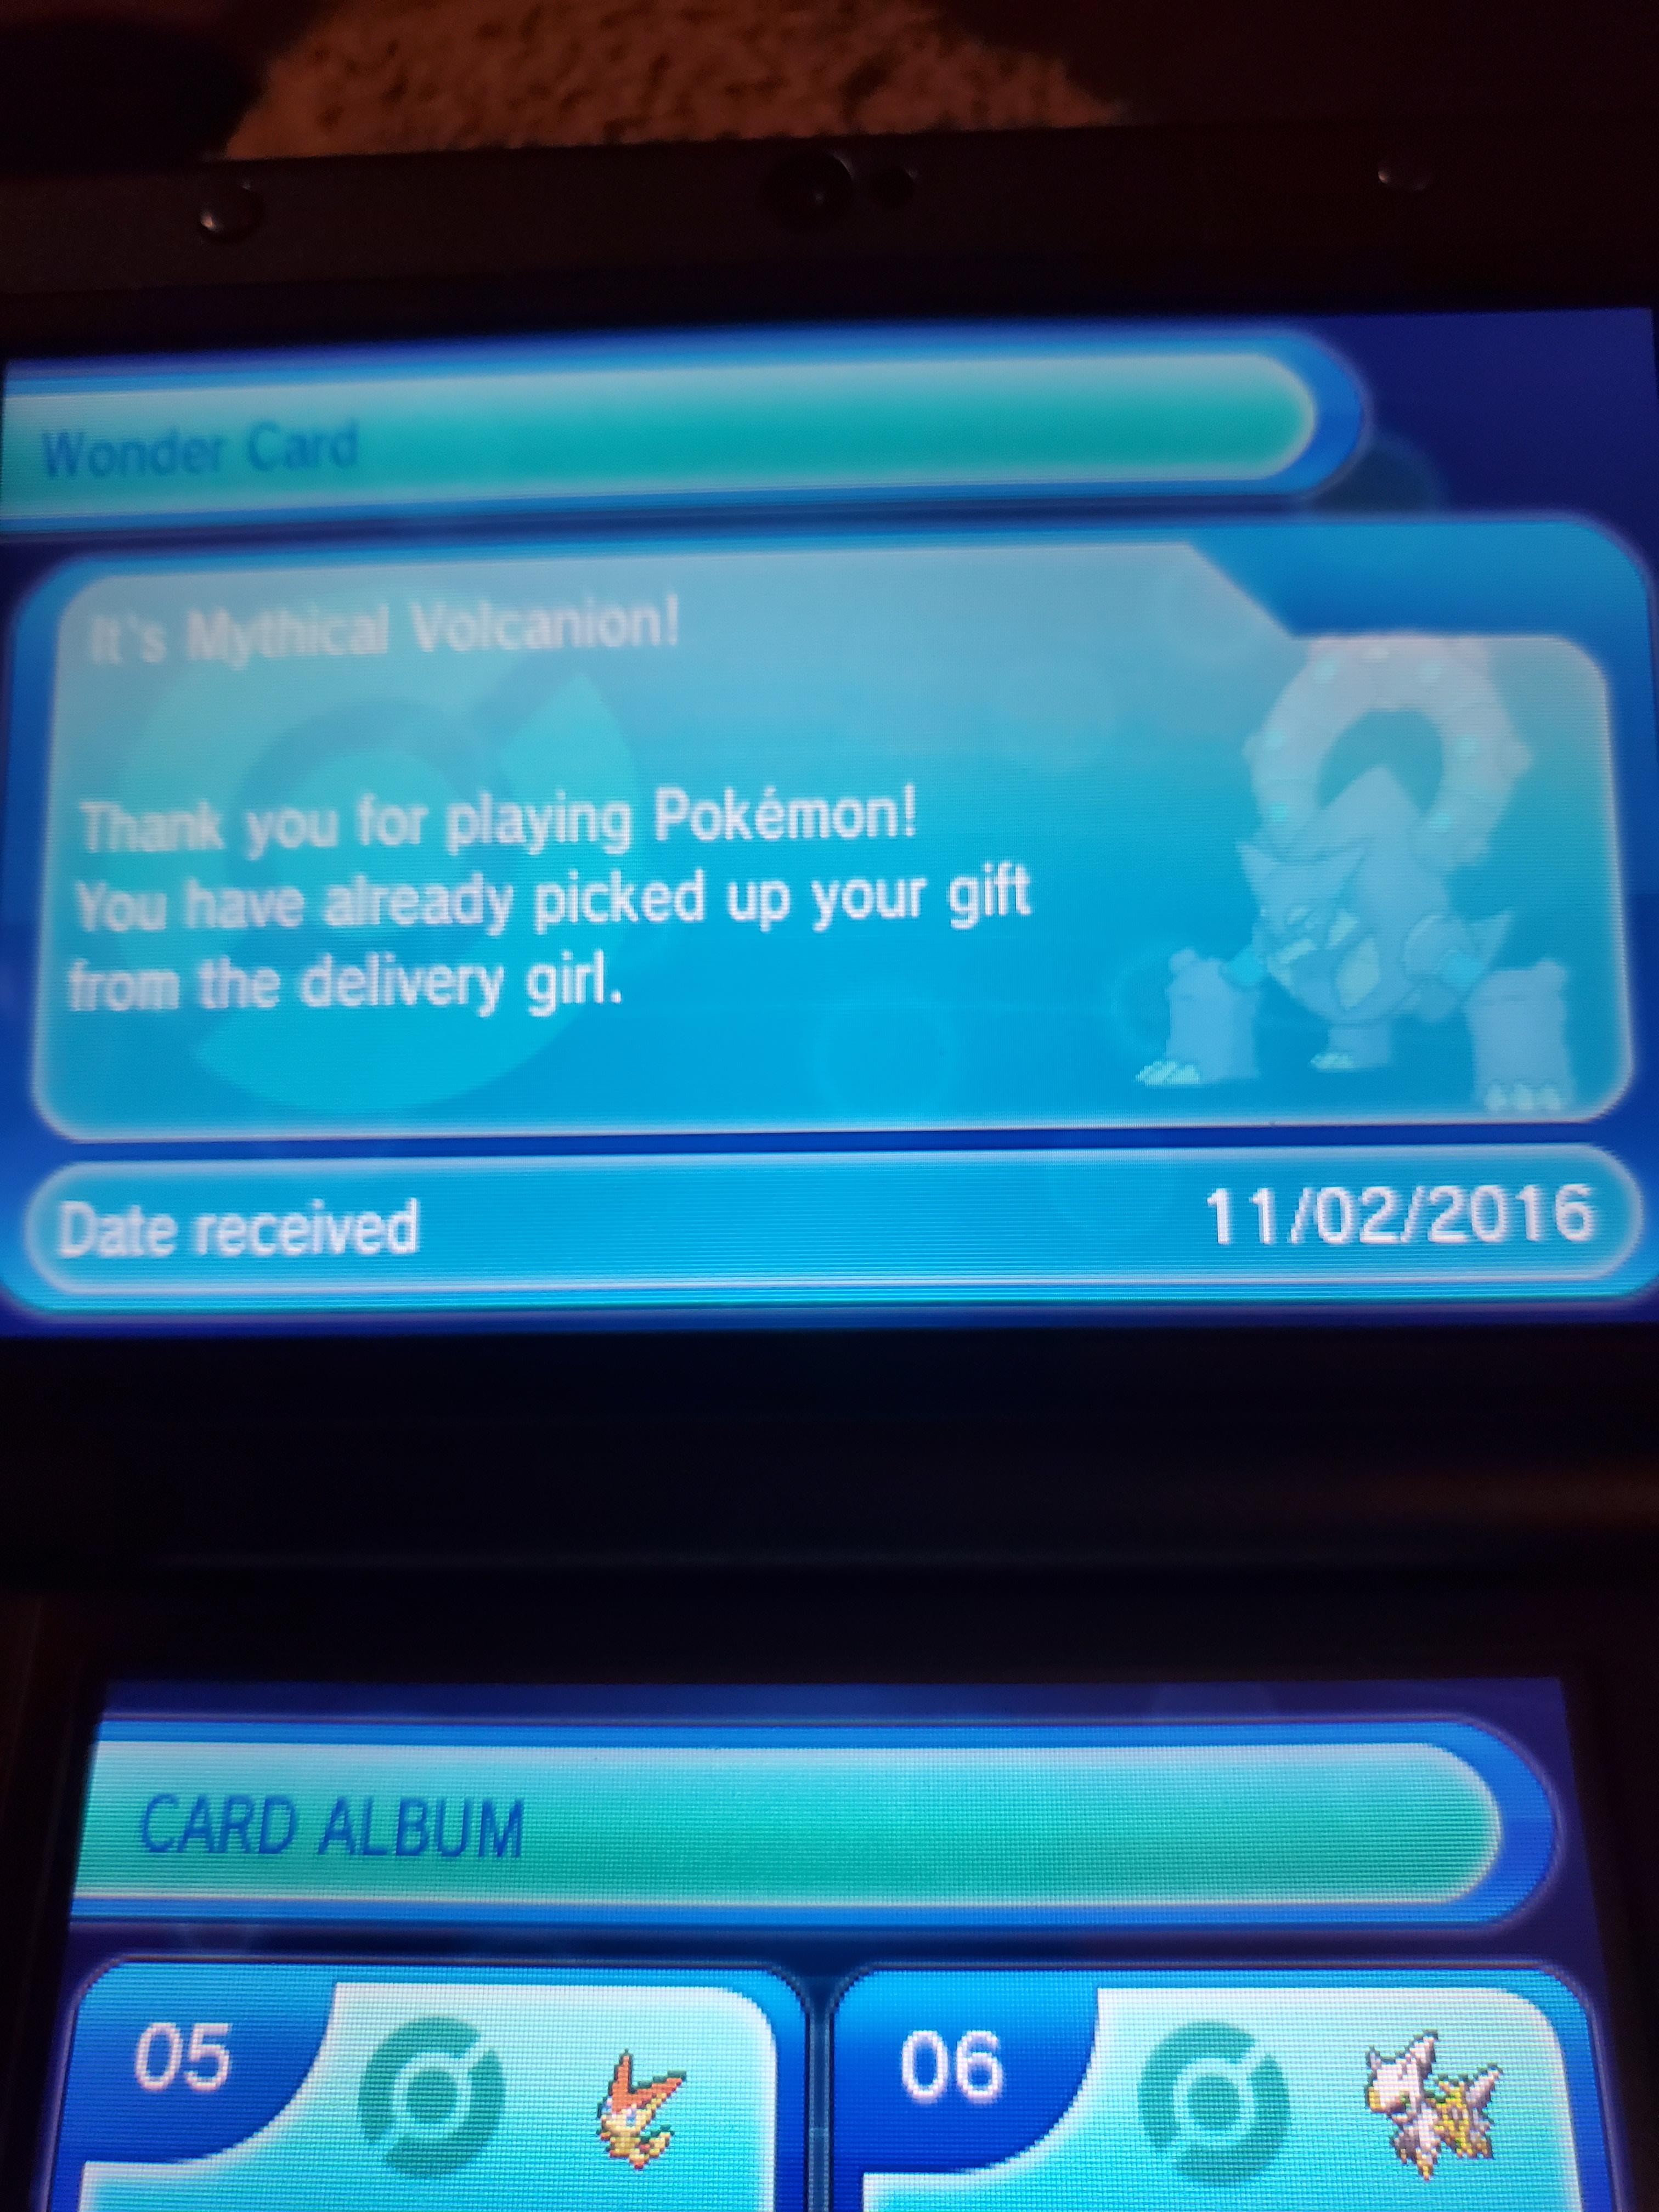 Wonder Card
It's Mythical Volcanion!
Thank you for playing Pokémon!
You have already picked up your gift
from the delivery girl.
Date received 11/02/2016
CARD ALBUM
05 06